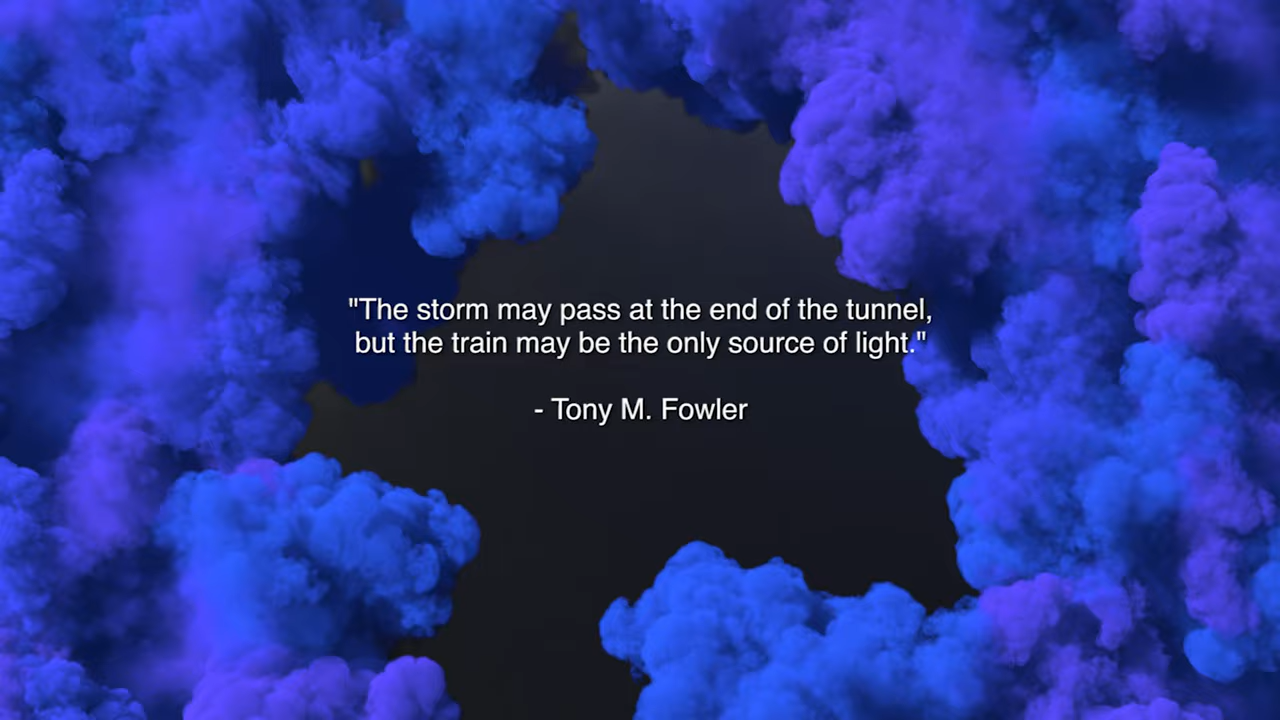 "The storm may pass at the end of the tunnel,
but the train may be the only source of light."
- Tony M. Fowler